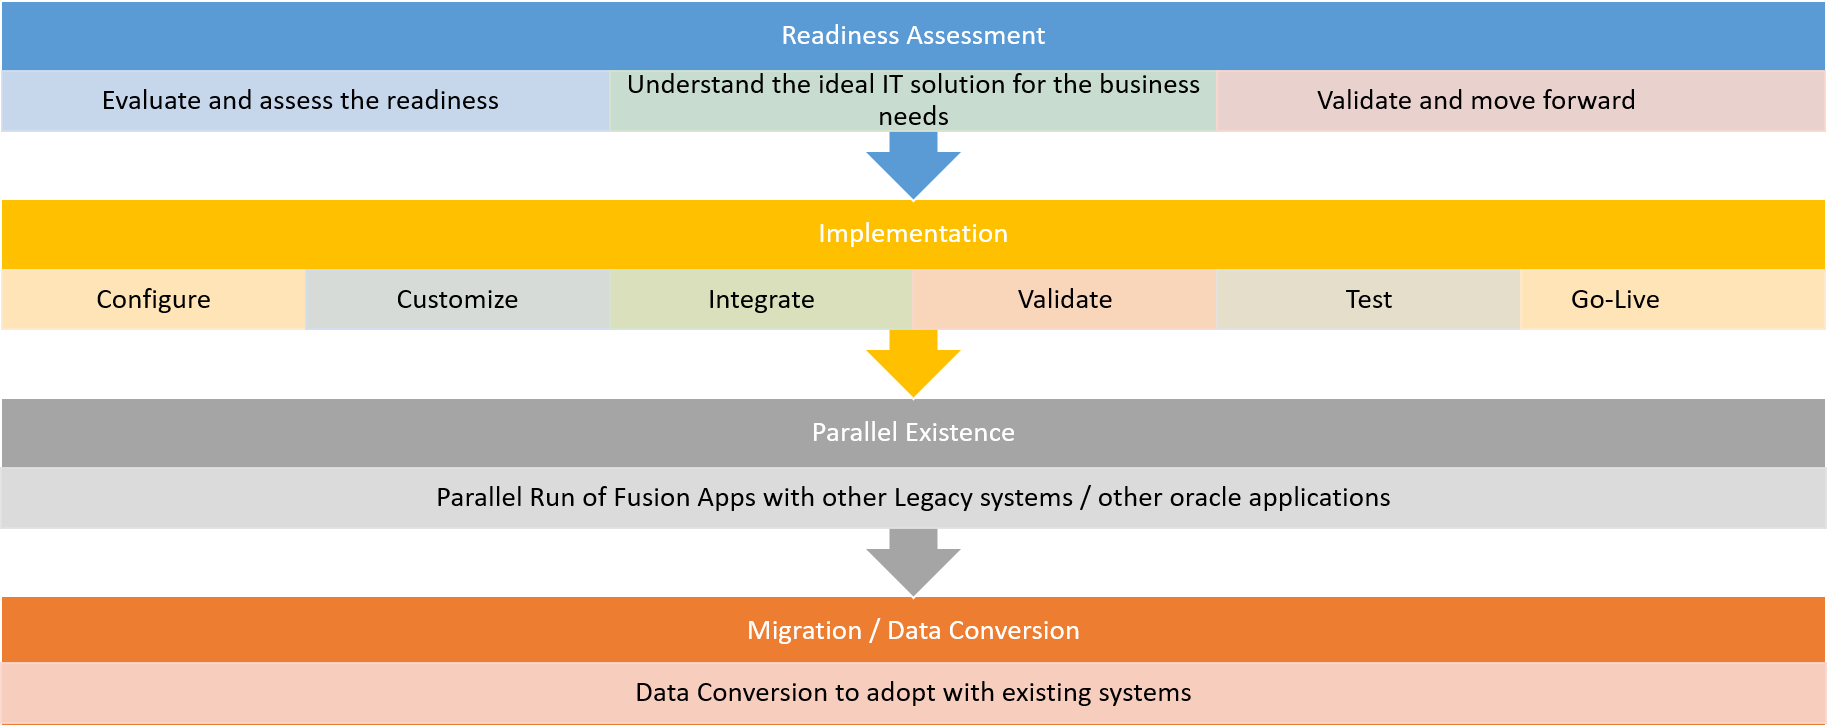 Readiness Assessment
Evaluate and assess the readiness
Understand the ideal IT solution for the business
needs
Validate and move forward
Implementation
Configure
Customize
Integrate
Validate
Test
Go-Live
Parallel Existence
Parallel Run of Fusion Apps with other Legacy systems / other oracle applications
Migration / Data Conversion
Data Conversion to adopt with existing systems